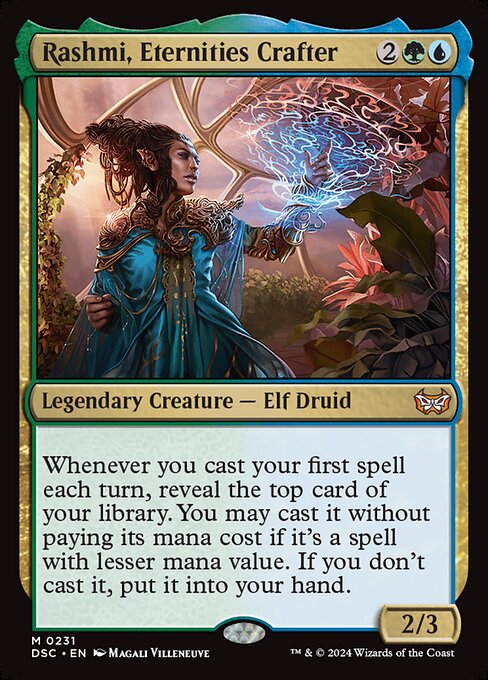 Rashmi, Eternities Crafter 2
Legendary Creature — Elf Druid
Whenever you cast your first spell
each turn, reveal the top card of
your library. You may cast it without
paying its mana cost if it's a spell
with lesser mana value. If you don't
cast it, put it into your hand.
2/3
M 0231
DSC • EN Magali Villeneuve
™ & © 2024 Wizards of the Coast